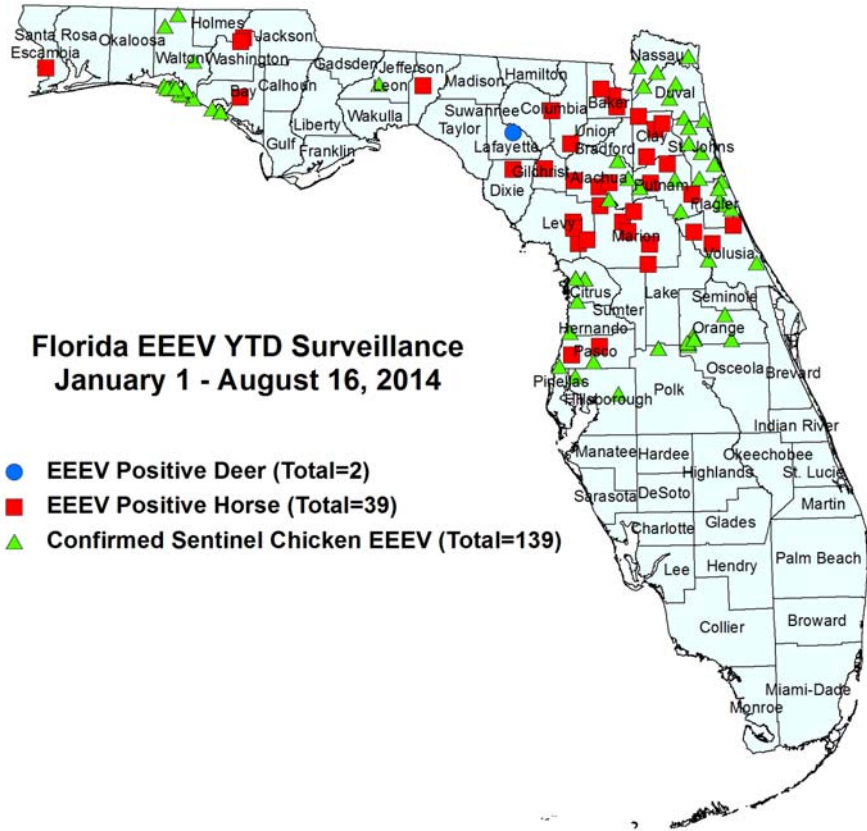 Holmes
Jackson
Santa Rosa
Okaloosa
Escambia
Walton
Washington
Gadsden
Jefferson
Hamilton
Madison
Nassau
Bay
Calhoun
Leon
Columbia
Baker
Duval
Liberty
Wakulla
Suwannee
Taylor
Union
Clay
Gulf
Franklin
Lafayette
Bradford
St. Johns
Gilchrist
Alachua
Dixie
Putnam
Flagler
Levy
Marion
Volusia
Citrus
Lake
Seminole
Sumter
Hernando
Orange
Florida EEEV YTD Surveillance
January 1 - August 16, 2014
Pasco
Osceola
Brevard
Pinellas
Polk
Hillsborough
Indian River
EEEV Positive Deer (Total=2)
Manatee
Hardee
Okeechobee
Highlands
St. Lucie
EEEV Positive Horse (Total=39)
Sarasota
DeSoto
Martin
Confirmed Sentinel Chicken EEEV (Total=139)
Charlotte
Glades
Palm Beach
Lee
Hendry
Broward
Collier
Miami-Dade
Monroe